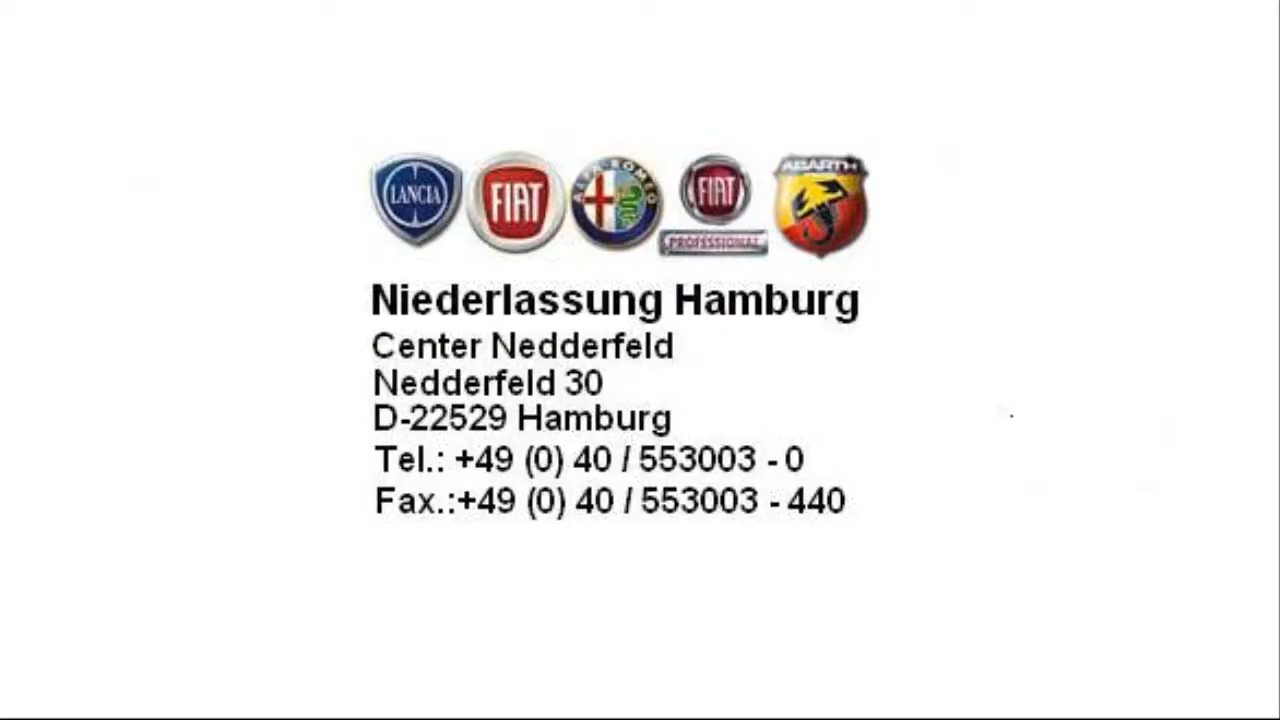 LANCIA FIAT ALFA ROMEO FIAT ABARTH
PROFESSIONAL
Niederlassung Hamburg
Center Nedderfeld
Nedderfeld 30
D-22529 Hamburg
Tel.: +49 (0) 40 / 553003 - 0
Fax.:+49 (0) 40 / 553003 - 440